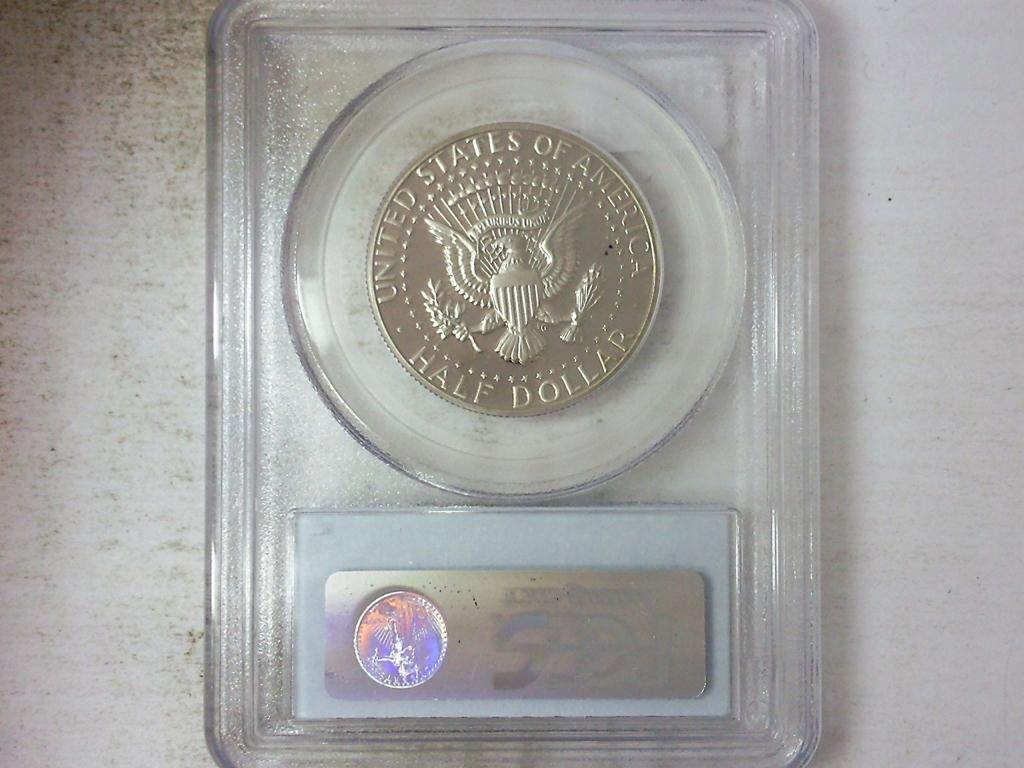 UNITED STATES OF AMERICA
PLURIBUS UNUM
HALF DOLLAR